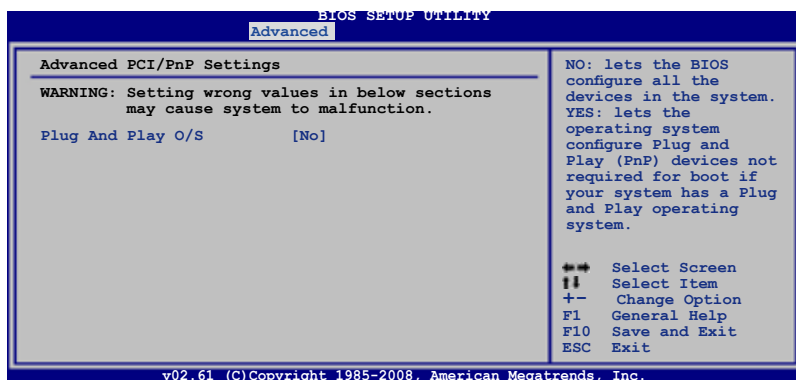 BIOS SETUP UTILITY
Advanced
Advanced PCI/PnP Settings
WARNING: Setting wrong values in below sections
may cause system to malfunction.
Plug And Play O/S [No]
NO: lets the BIOS
configure all the
devices in the system.
YES: lets the
operating system
configure Plug and
Play (PnP) devices not
required for boot if
your system has a Plug
and Play operating
system.
Select Screen
Select Item
+- Change Option
F1 General Help
F10 Save and Exit
ESC Exit
v02.61 (C)Copyright 1985-2008, American Megatrends, Inc.